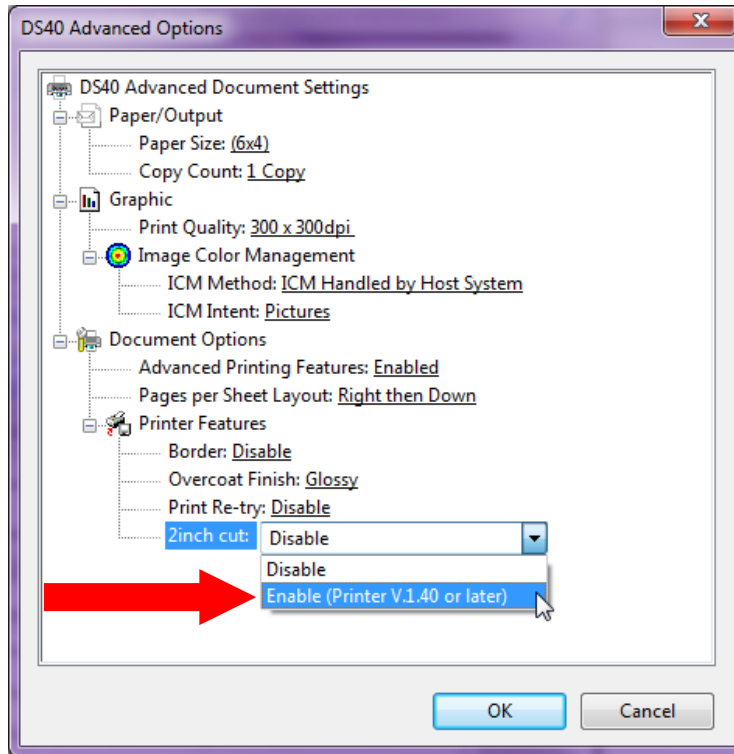 DS40 Advanced Options
x
DS40 Advanced Document Settings
Paper/Output
Paper Size: (6x4)
Copy Count: 1 Copy
Graphic
Print Quality: 300 x 300dpi
Image Color Management
ICM Method: ICM Handled by Host System
ICM Intent: Pictures
Document Options
Advanced Printing Features: Enabled
Pages per Sheet Layout: Right then Down
Printer Features
Border: Disable
Overcoat Finish: Glossy
Print Re-try: Disable
2inch cut: Disable
Disable
Enable (Printer V.1.40 or later)
OK Cancel